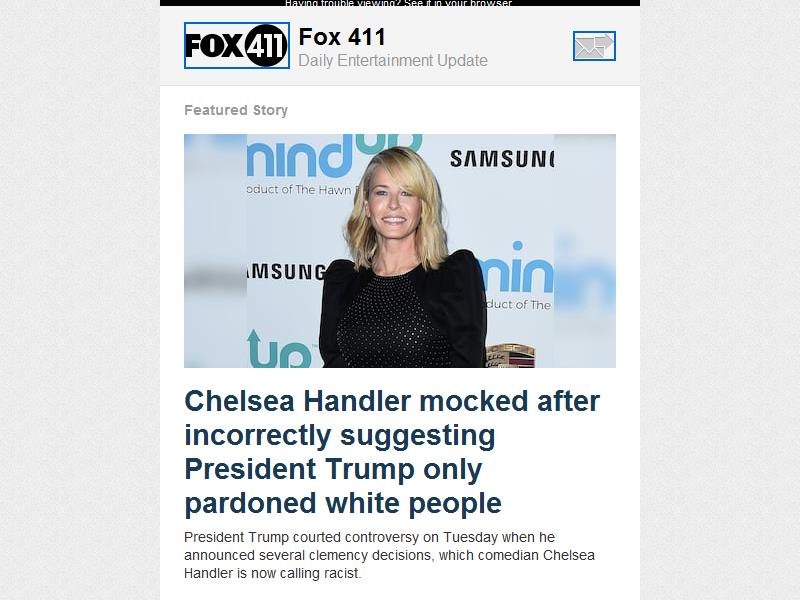 Having trouble viewing? See it in your browser
FOX 411
Fox 411
Daily Entertainment Update
Featured Story
mind up
SAMSUNG
oduct of The Hawn F
AMSUNG
min
duct of The
up
Chelsea Handler mocked after
incorrectly suggesting
President Trump only
pardoned white people
President Trump courted controversy on Tuesday when he
announced several clemency decisions, which comedian Chelsea
Handler is now calling racist.